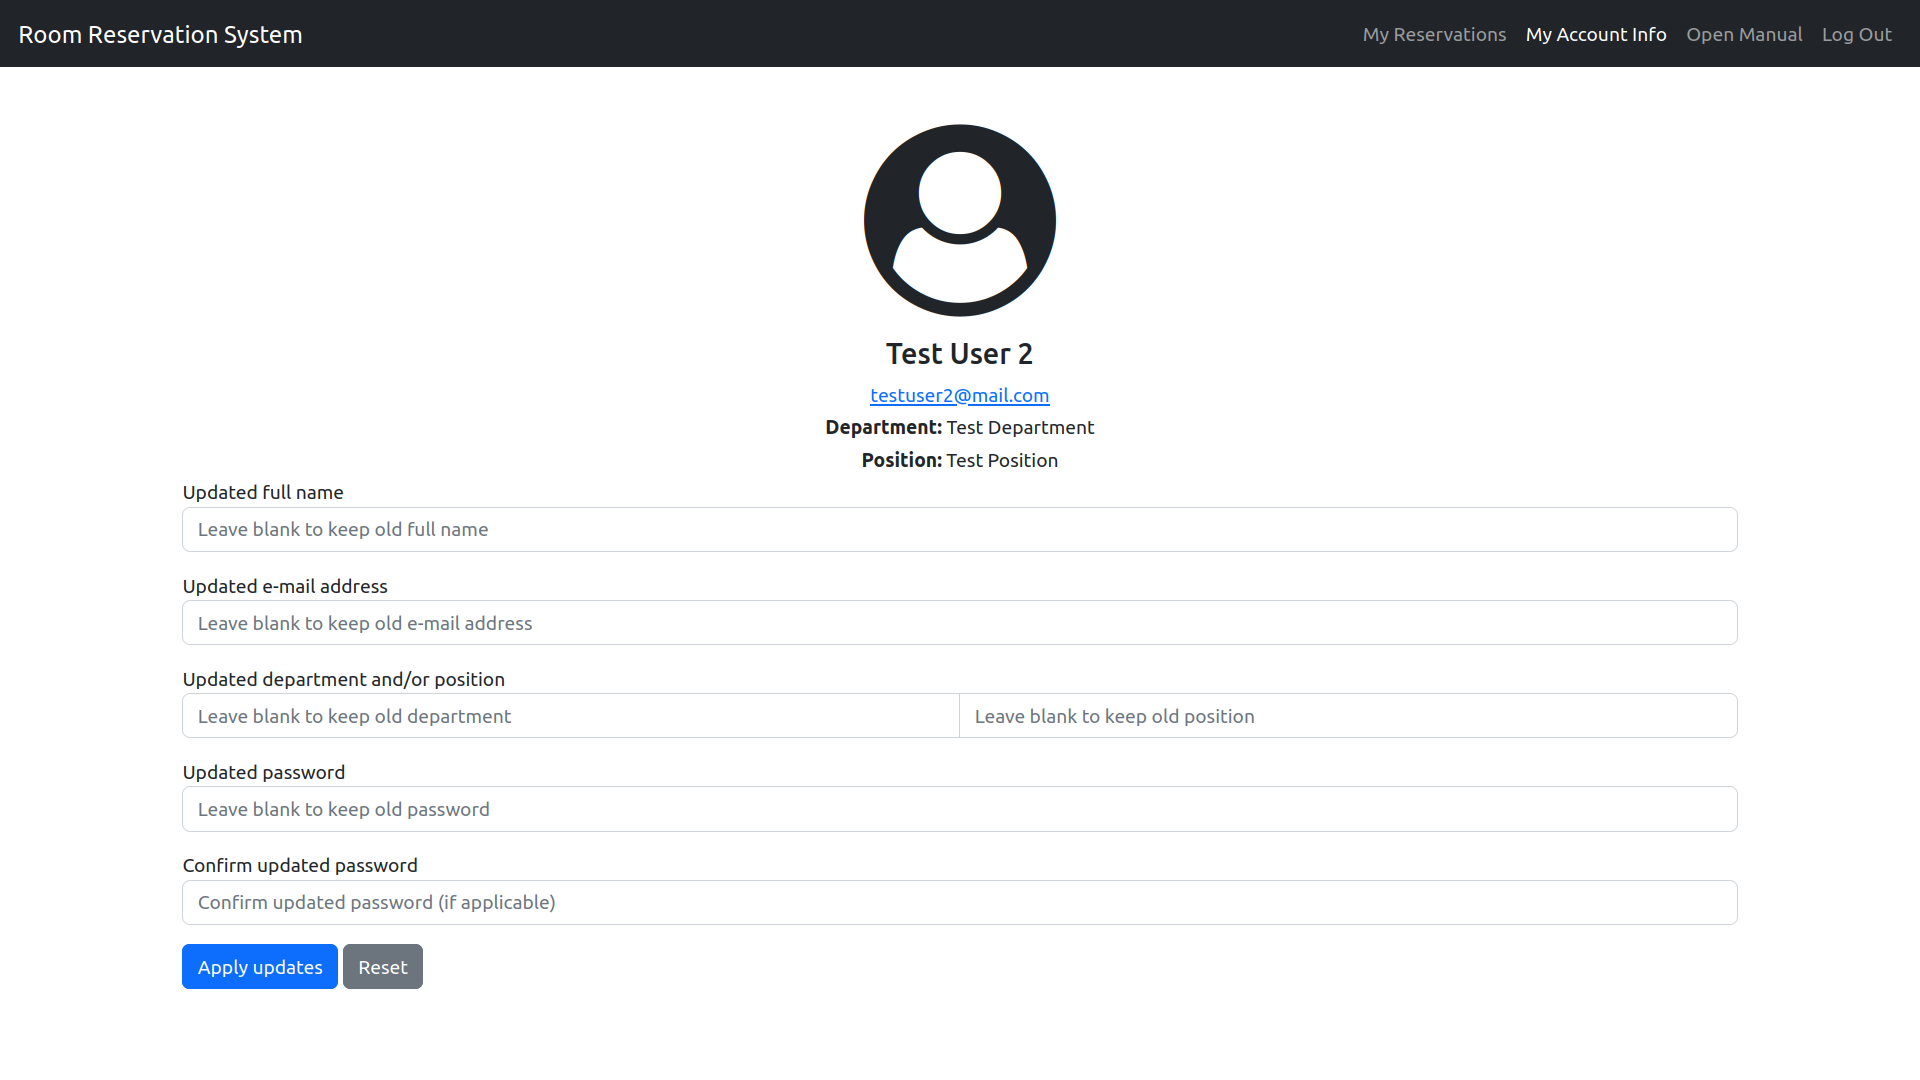 Room Reservation System My Reservations My Account Info Open Manual Log Out
Test User 2
testuser2@mail.com
Department: Test Department
Position: Test Position
Updated full name
Leave blank to keep old full name
Updated e-mail address
Leave blank to keep old e-mail address
Updated department and/or position
Leave blank to keep old department Leave blank to keep old position
Updated password
Leave blank to keep old password
Confirm updated password
Confirm updated password (if applicable)
Apply updates Reset